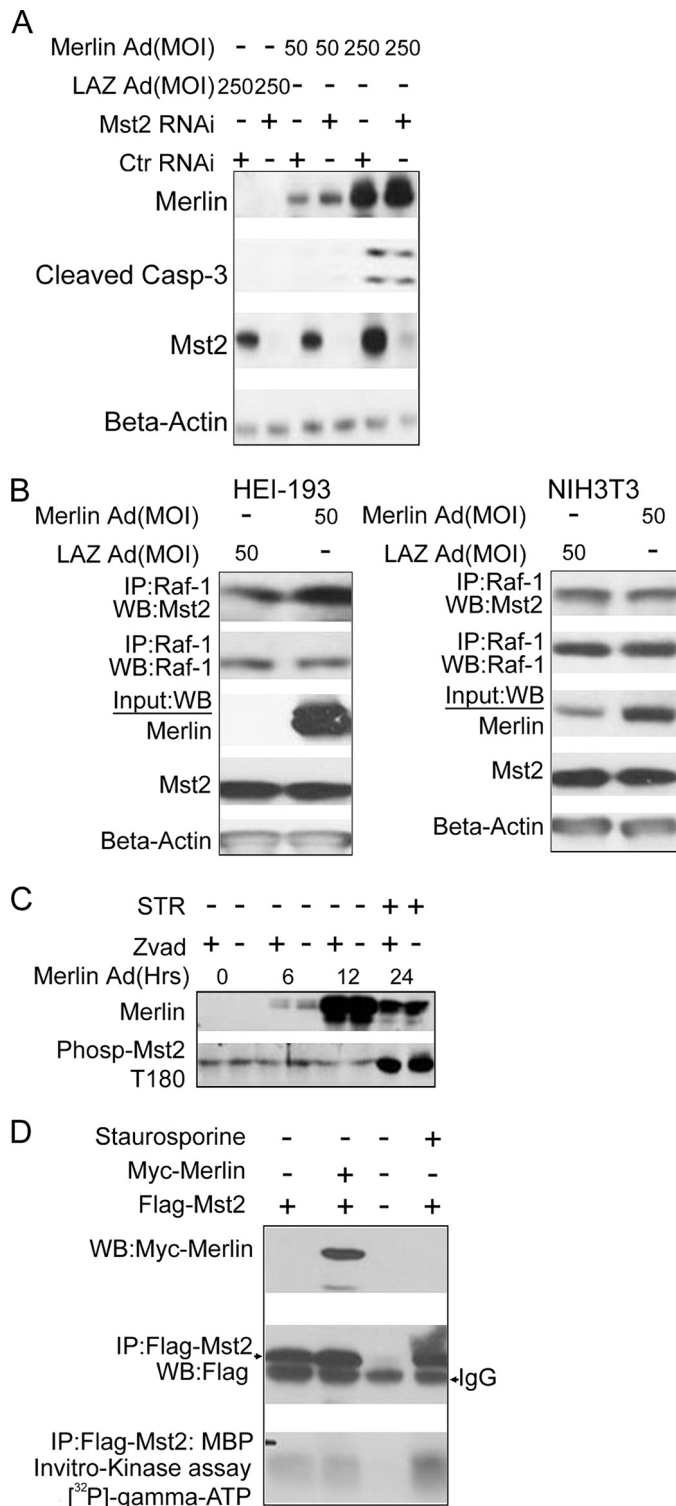 A
Merlin Ad(MOI) - - 50 50 250 250
LAZ Ad(MOI) 250 250 - - - -
Mst2 RNAi - + - + - +
Ctr RNAi + - + - + -
Merlin
Cleaved Casp-3
Mst2
Beta-Actin
B
HEI-193
Merlin Ad(MOI) - 50
LAZ Ad(MOI) 50 -
IP:Raf-1
WB:Mst2
IP:Raf-1
WB:Raf-1
Input:WB
Merlin
Mst2
Beta-Actin
NIH3T3
Merlin Ad(MOI) - 50
LAZ Ad(MOI) 50 -
IP:Raf-1
WB:Mst2
IP:Raf-1
WB:Raf-1
Input:WB
Merlin
Mst2
Beta-Actin
C
STR - - - - - - + +
Zvad + - + - + - + -
Merlin Ad(Hrs) 0 6 12 24
Merlin
Phosp-Mst2
T180
D
Staurosporine - - - +
Myc-Merlin - + - -
Flag-Mst2 + + - +
WB:Myc-Merlin
IP:Flag-Mst2
WB:Flag
IgG
IP:Flag-Mst2: MBP
Invitro-Kinase assay
[³²P]-gamma-ATP